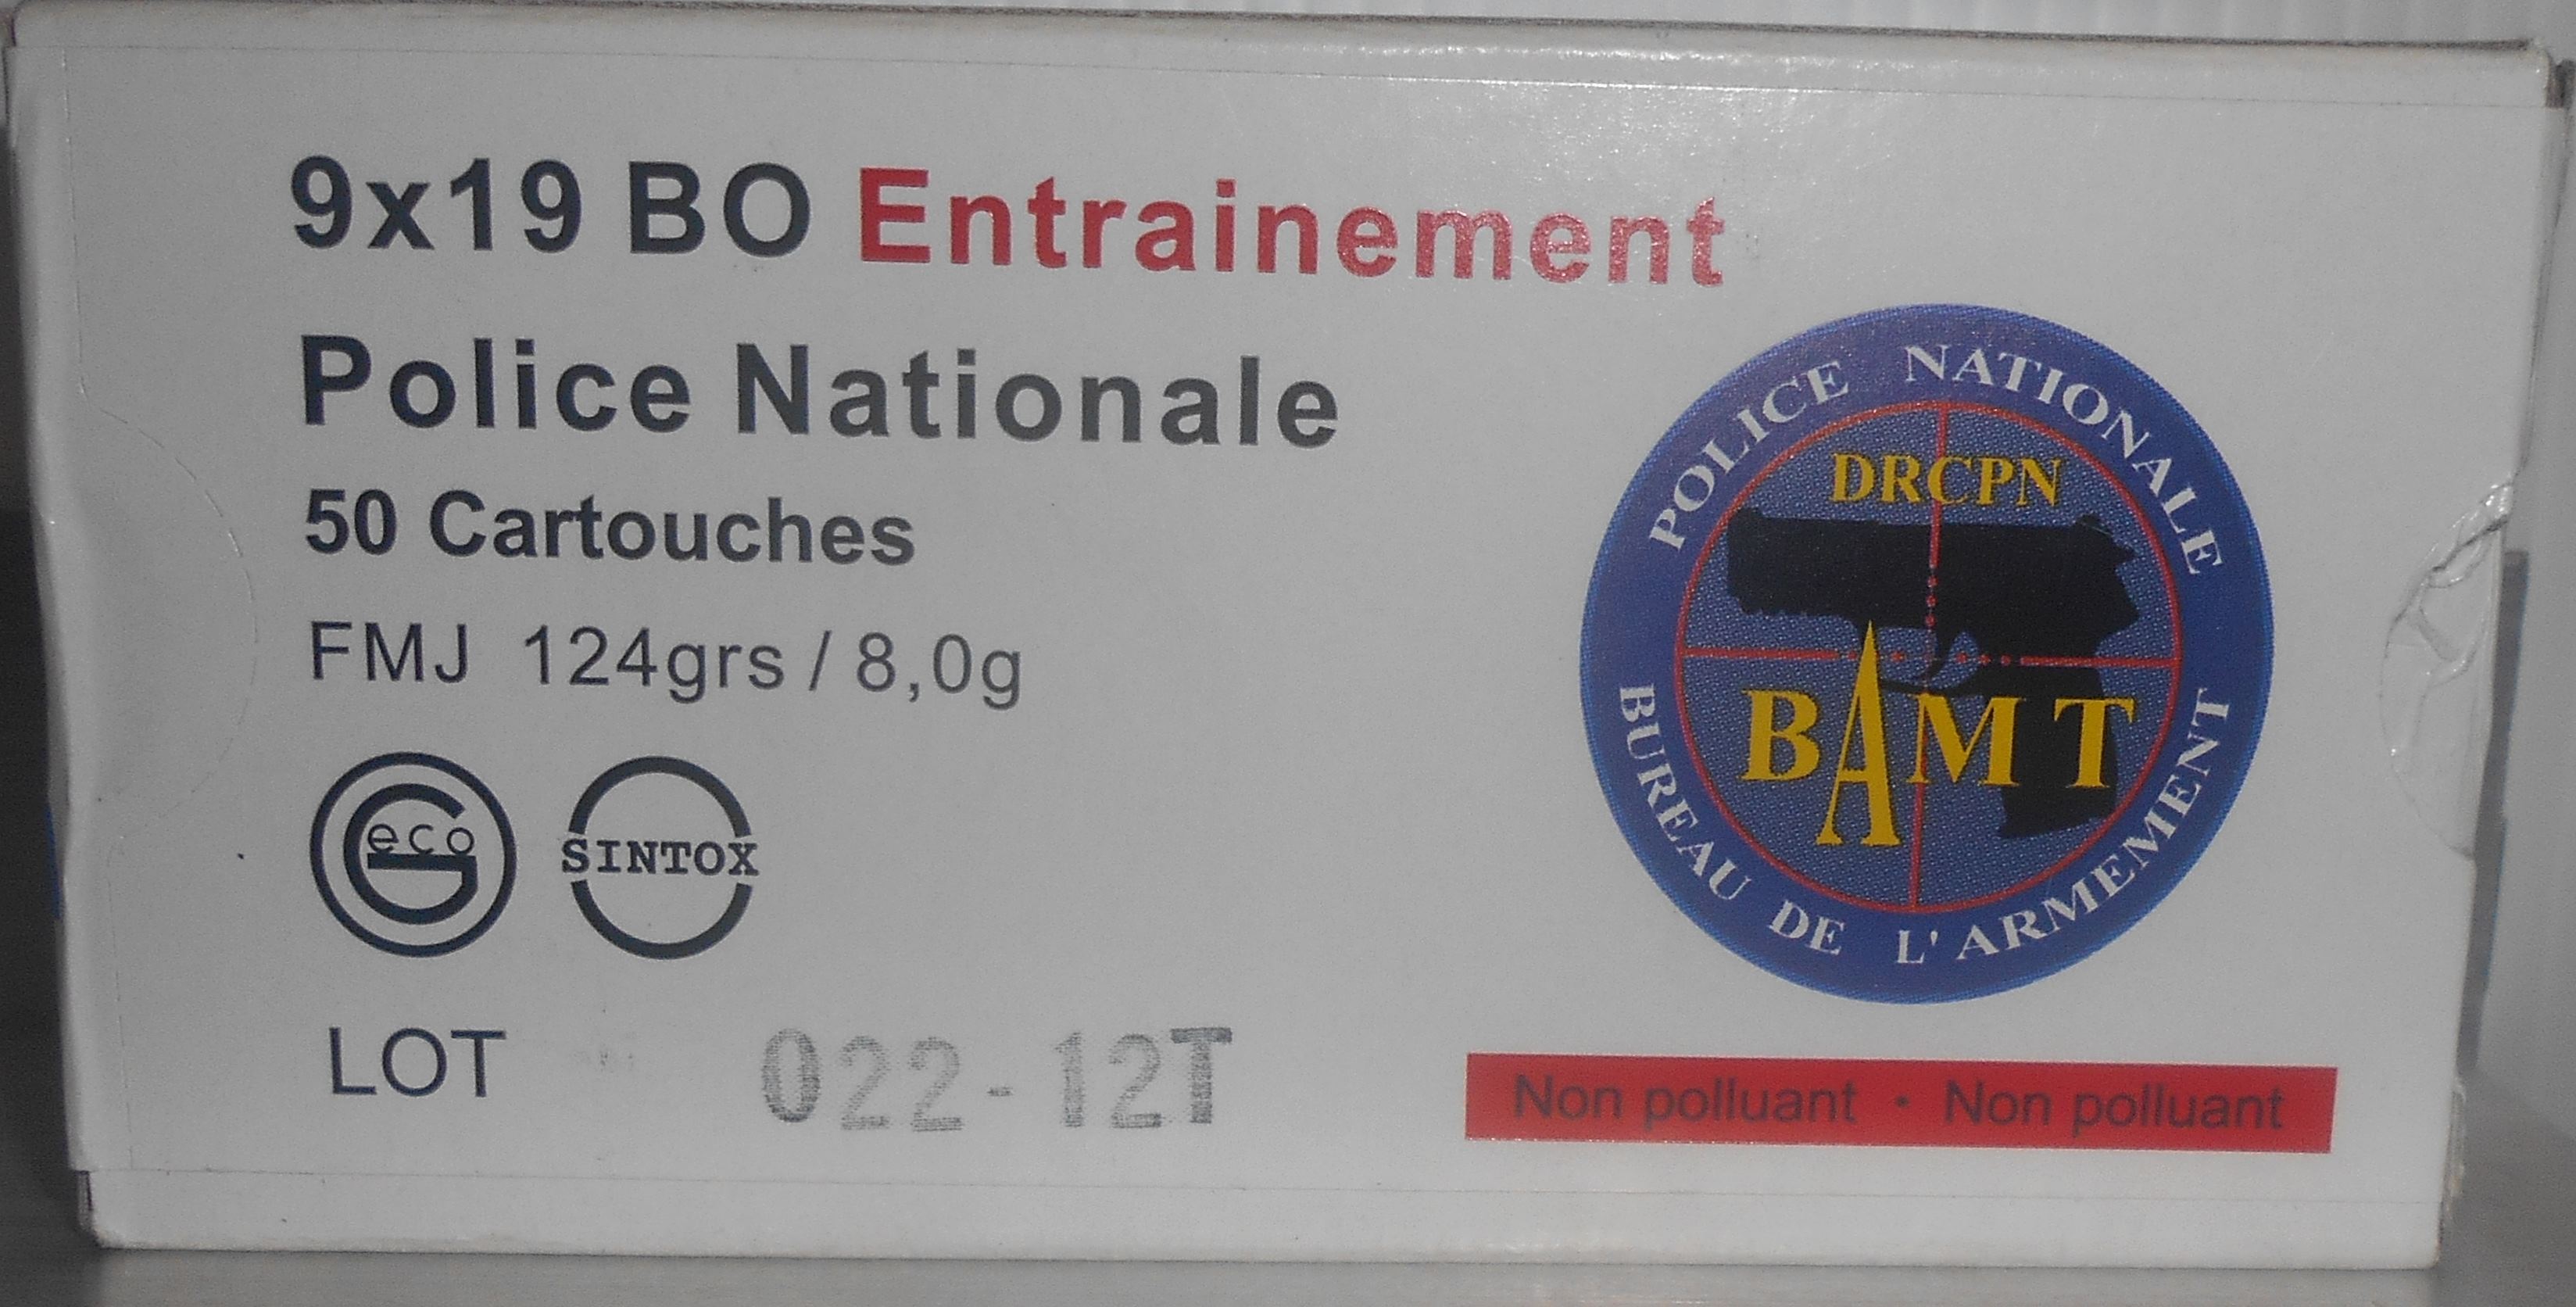 9x19 BO Entrainement
Police Nationale
50 Cartouches
FMJ 124grs / 8,0g
Geco
SINTOX
LOT 022-12T
POLICE NATIONALE
DRCPN
BAMT
BUREAU DE L'ARMEMENT
Non polluant • Non polluant